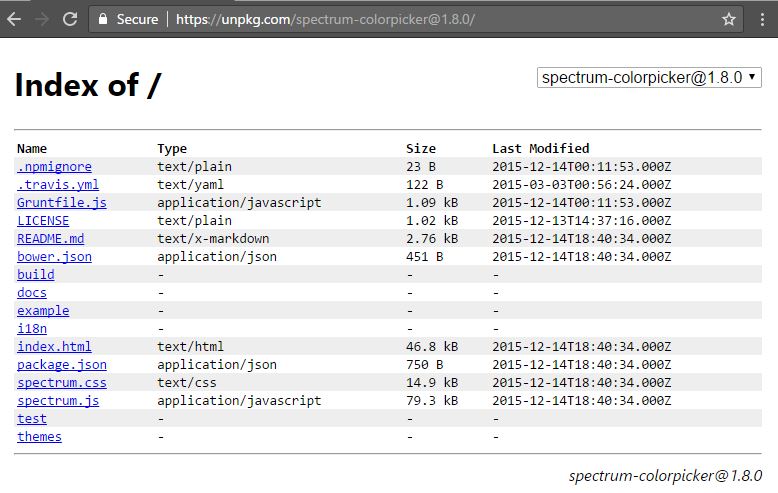 Secure https://unpkg.com/spectrum-colorpicker@1.8.0/
Index of /
spectrum-colorpicker@1.8.0
Name Type Size Last Modified
.npmignore text/plain 23 B 2015-12-14T00:11:53.000Z
.travis.yml text/yaml 122 B 2015-03-03T00:56:24.000Z
Gruntfile.js application/javascript 1.09 kB 2015-12-14T00:11:53.000Z
LICENSE text/plain 1.02 kB 2015-12-13T14:37:16.000Z
README.md text/x-markdown 2.76 kB 2015-12-14T18:40:34.000Z
bower.json application/json 451 B 2015-12-14T18:40:34.000Z
build - - -
docs - - -
example - - -
i18n - - -
index.html text/html 46.8 kB 2015-12-14T18:40:34.000Z
package.json application/json 750 B 2015-12-14T18:40:34.000Z
spectrum.css text/css 14.9 kB 2015-12-14T18:40:34.000Z
spectrum.js application/javascript 79.3 kB 2015-12-14T18:40:34.000Z
test - - -
themes - - -
spectrum-colorpicker@1.8.0